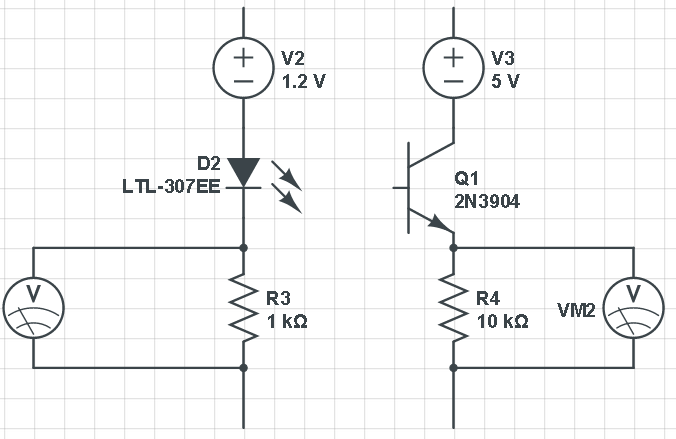 V2
1.2 V
V3
5 V
D2
LTL-307EE
Q1
2N3904
V
R3
1 kΩ
R4
10 kΩ
VM2
V